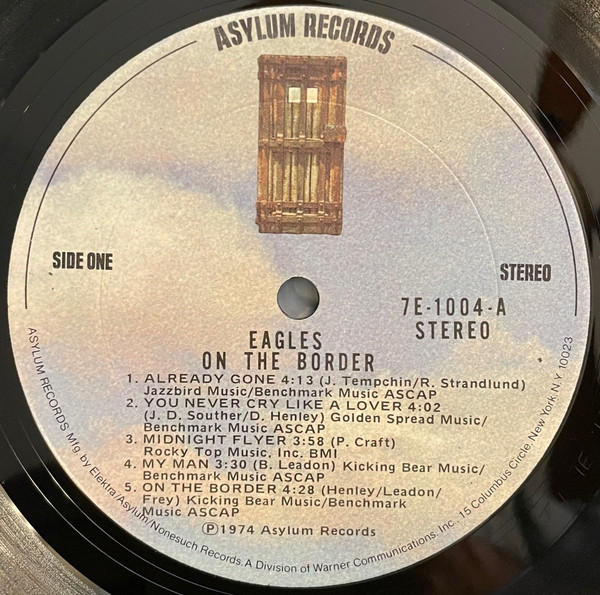 ASYLUM RECORDS
SIDE ONE
STEREO
7E-1004-A
STEREO
EAGLES
ON THE BORDER
1. ALREADY GONE 4:13 (J. Tempchin/R. Strandlund)
Jazzbird Music/Benchmark Music ASCAP
2. YOU NEVER CRY LIKE A LOVER 4:02
(J. D. Souther/D. Henley) Golden Spread Music/
Benchmark Music ASCAP
3. MIDNIGHT FLYER 3:58 (P. Craft)
Rocky Top Music, Inc. BMI
4. MY MAN 3:30 (B. Leadon) Kicking Bear Music/
Benchmark Music ASCAP
5. ON THE BORDER 4:28 (Henley/Leadon/
Frey) Kicking Bear Music/Benchmark
Music ASCAP
Ⓟ1974 Asylum Records
ASYLUM RECORDS Mfg. by Elektra/Asylum/Nonesuch Records. A Division of Warner Communications. Inc. 15 Columbus Circle, New York, N.Y. 10023